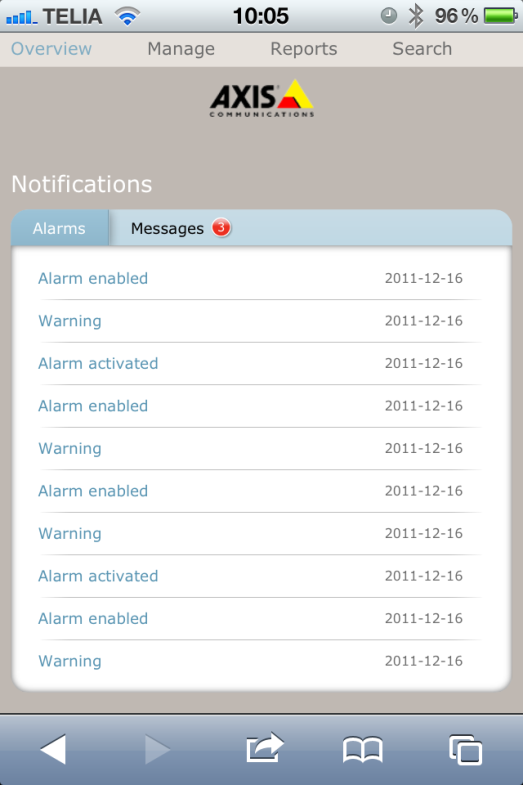 TELIA 10:05 96%
Overview Manage Reports Search
AXIS
COMMUNICATIONS
Notifications
Alarms Messages 3
Alarm enabled 2011-12-16
Warning 2011-12-16
Alarm activated 2011-12-16
Alarm enabled 2011-12-16
Warning 2011-12-16
Alarm enabled 2011-12-16
Warning 2011-12-16
Alarm activated 2011-12-16
Alarm enabled 2011-12-16
Warning 2011-12-16